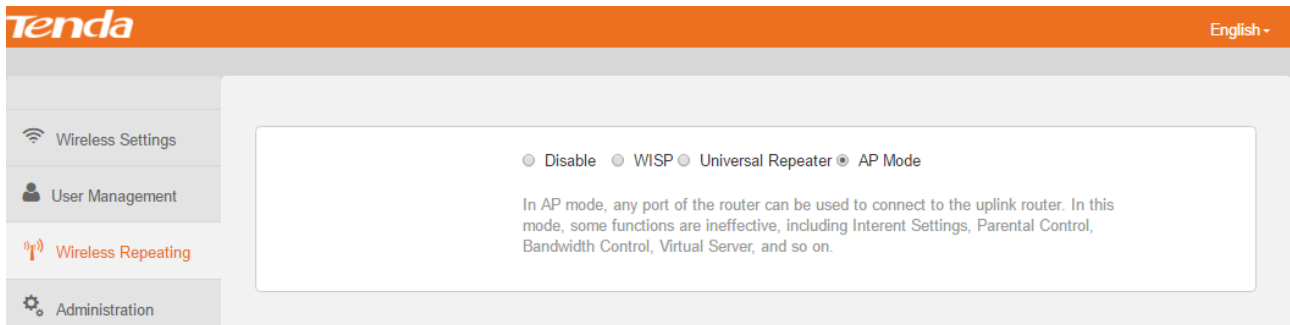 Tenda
English
Wireless Settings
User Management
Wireless Repeating
Administration
Disable WISP Universal Repeater AP Mode
In AP mode, any port of the router can be used to connect to the uplink router. In this
mode, some functions are ineffective, including Interent Settings, Parental Control,
Bandwidth Control, Virtual Server, and so on.